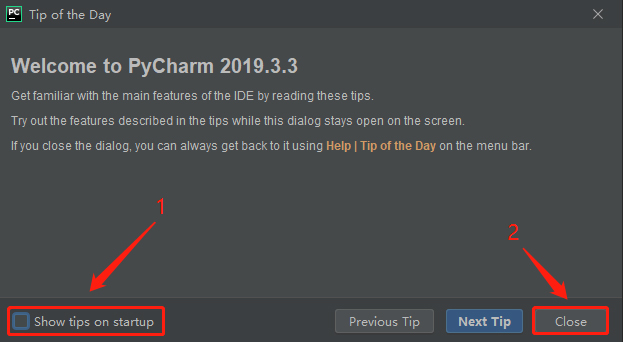 PC Tip of the Day
Welcome to PyCharm 2019.3.3
Get familiar with the main features of the IDE by reading these tips.
Try out the features described in the tips while this dialog stays open on the screen.
If you close the dialog, you can always get back to it using Help | Tip of the Day on the menu bar.
1
2
Show tips on startup
Previous Tip
Next Tip
Close